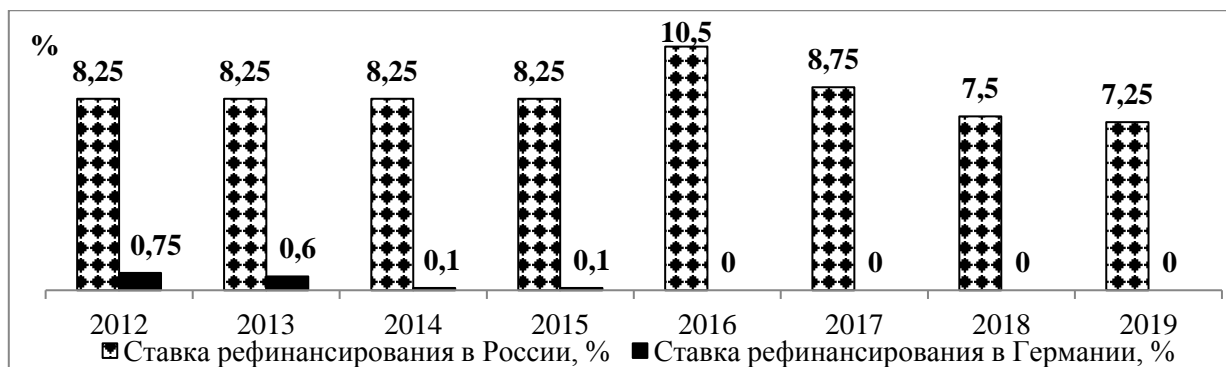 %
8,25 8,25 8,25 8,25 10,5 8,75 7,5 7,25
0,75 0,6 0,1 0,1 0 0 0 0
2012 2013 2014 2015 2016 2017 2018 2019
Ставка рефинансирования в России, % Ставка рефинансирования в Германии, %